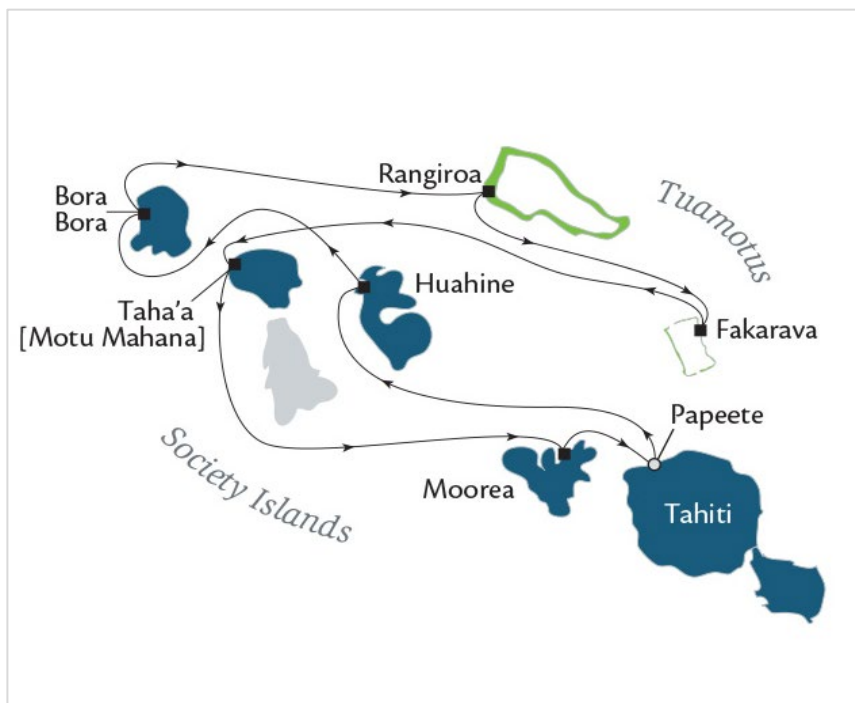 Rangiroa
Tuamotus
Bora
Bora
Huahine
Taha’a
[Motu Mahana]
Fakarava
Papeete
Society Islands
Moorea
Tahiti